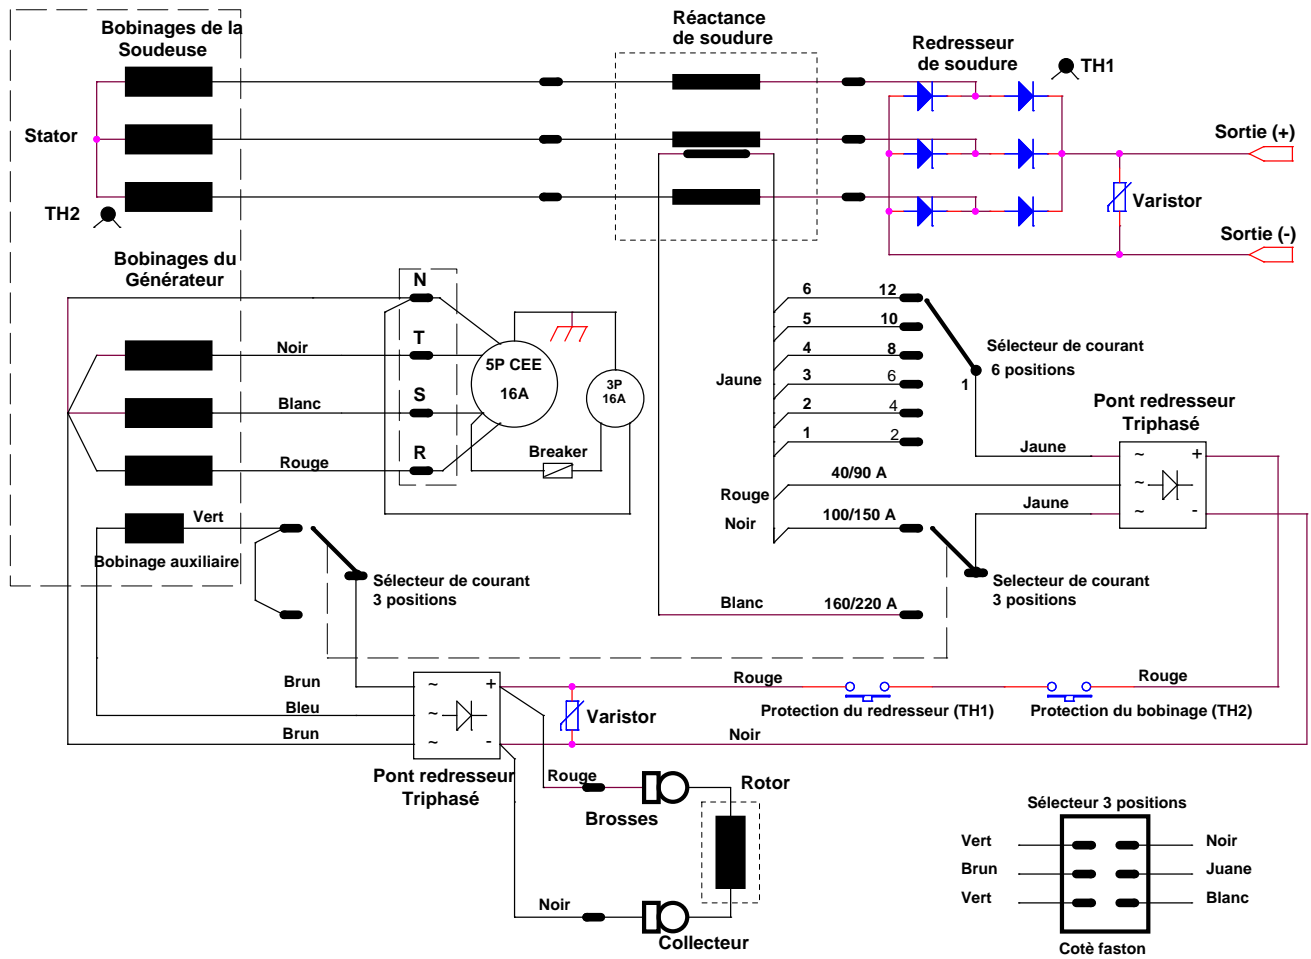 Bobinages de la
Soudeuse
Réactance
de soudure
Redresseur
de soudure
TH1
Stator
Sortie (+)
TH2
Varistor
Sortie (-)
Bobinages du
Générateur
N
T
S
R
Noir
Blanc
Rouge
5P CEE
16A
3P
16A
Breaker
Jaune
6 12
5 10
4 8
3 6
2 4
1 2
Sélecteur de courant
6 positions
1
Pont redresseur
Triphasé
Jaune
~ +
~
~ -
40/90 A
Rouge
Noir
100/150 A
Jaune
Vert
Bobinage auxiliaire
Sélecteur de courant
3 positions
Selecteur de courant
3 positions
Blanc
160/220 A
Brun
Bleu
Brun
~ +
~
~ -
Varistor
Rouge
Rouge
Protection du redresseur (TH1)
Protection du bobinage (TH2)
Noir
Pont redresseur
Triphasé
Rouge
Brosses
Rotor
Noir
Collecteur
Sélecteur 3 positions
Vert Noir
Brun Juane
Vert Blanc
Cotè faston